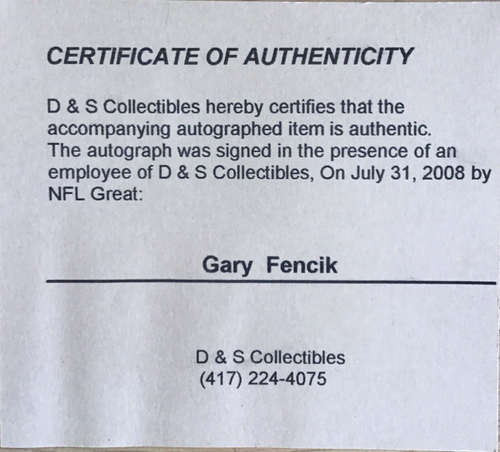 CERTIFICATE OF AUTHENTICITY
D & S Collectibles hereby certifies that the
accompanying autographed item is authentic.
The autograph was signed in the presence of an
employee of D & S Collectibles, On July 31, 2008 by
NFL Great:
Gary Fencik
D & S Collectibles
(417) 224-4075